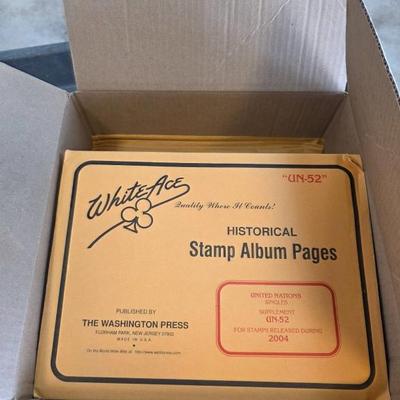 "UN-52"
White Ace
Quality Where It Counts!
HISTORICAL
Stamp Album Pages
PUBLISHED BY
THE WASHINGTON PRESS
FLORHAM PARK, NEW JERSEY 07932
MADE IN U.S.A.
UNITED NATIONS
SINGLES
SUPPLEMENT
UN-52
FOR STAMPS RELEASED DURING
2004